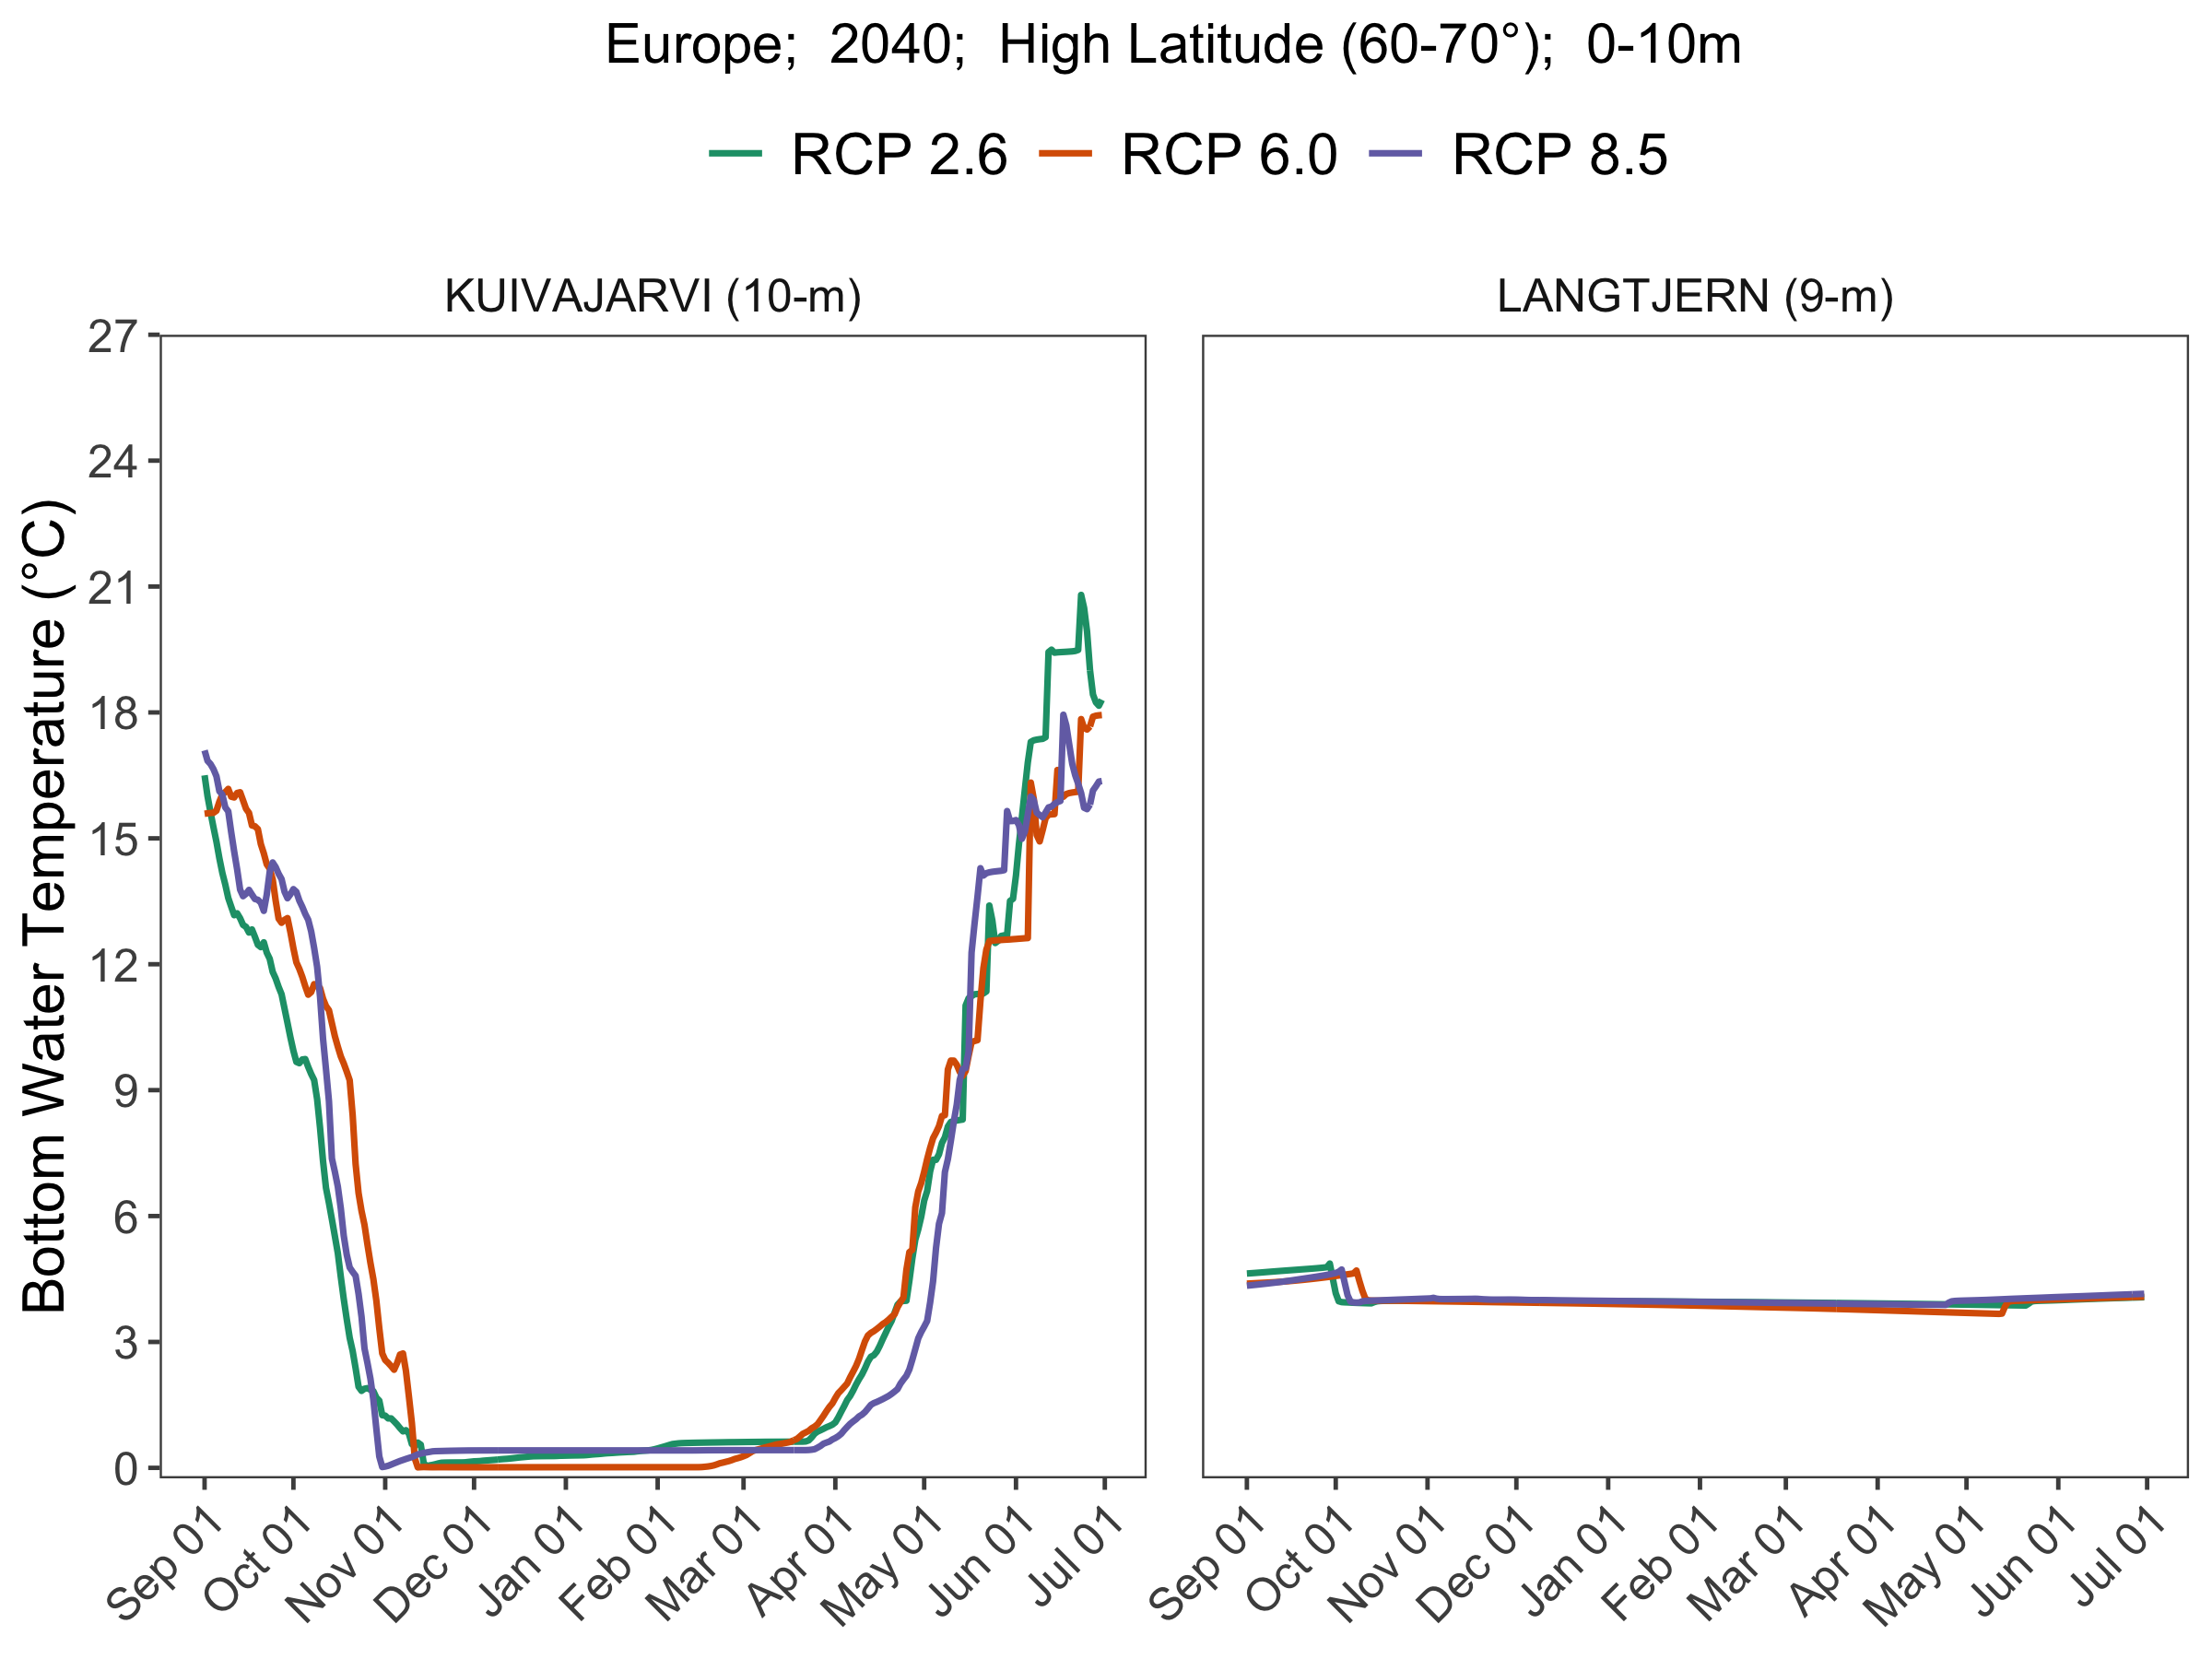 Europe; 2040; High Latitude (60-70°); 0-10m
RCP 2.6 RCP 6.0 RCP 8.5
KUIVAJARVI (10-m)
LANGTJERN (9-m)
Bottom Water Temperature (°C)
27
24
21
18
15
12
9
6
3
0
Sep 01
Oct 01
Nov 01
Dec 01
Jan 01
Feb 01
Mar 01
Apr 01
May 01
Jun 01
Jul 01
Sep 01
Oct 01
Nov 01
Dec 01
Jan 01
Feb 01
Mar 01
Apr 01
May 01
Jun 01
Jul 01